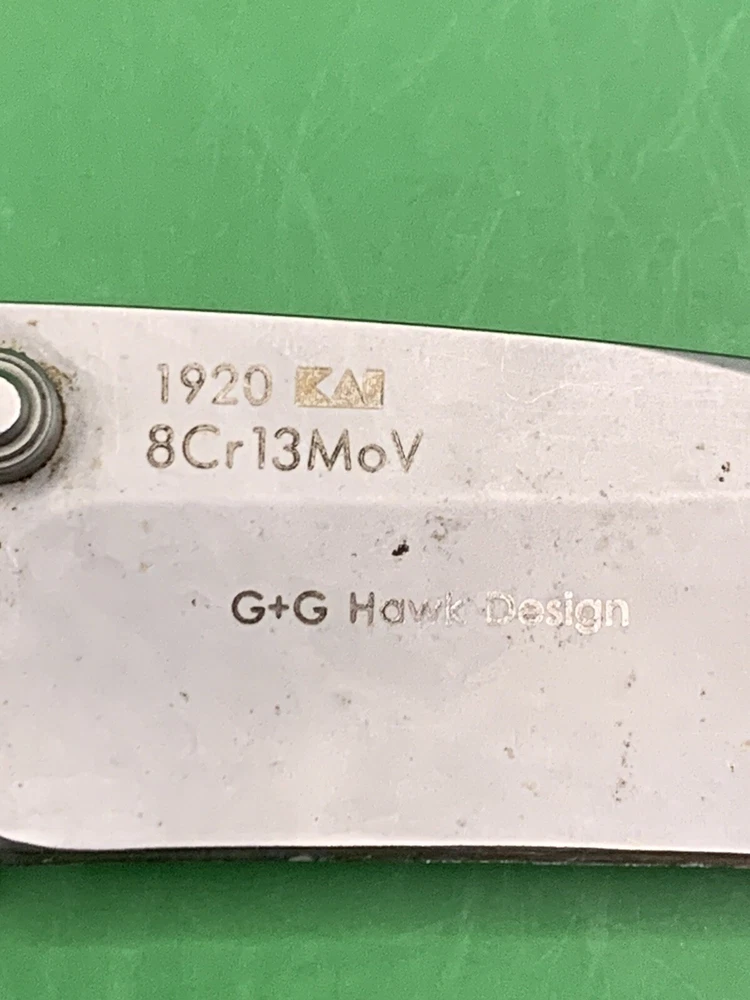 1920 KAI
8Cr13MoV
G+G Hawk Design